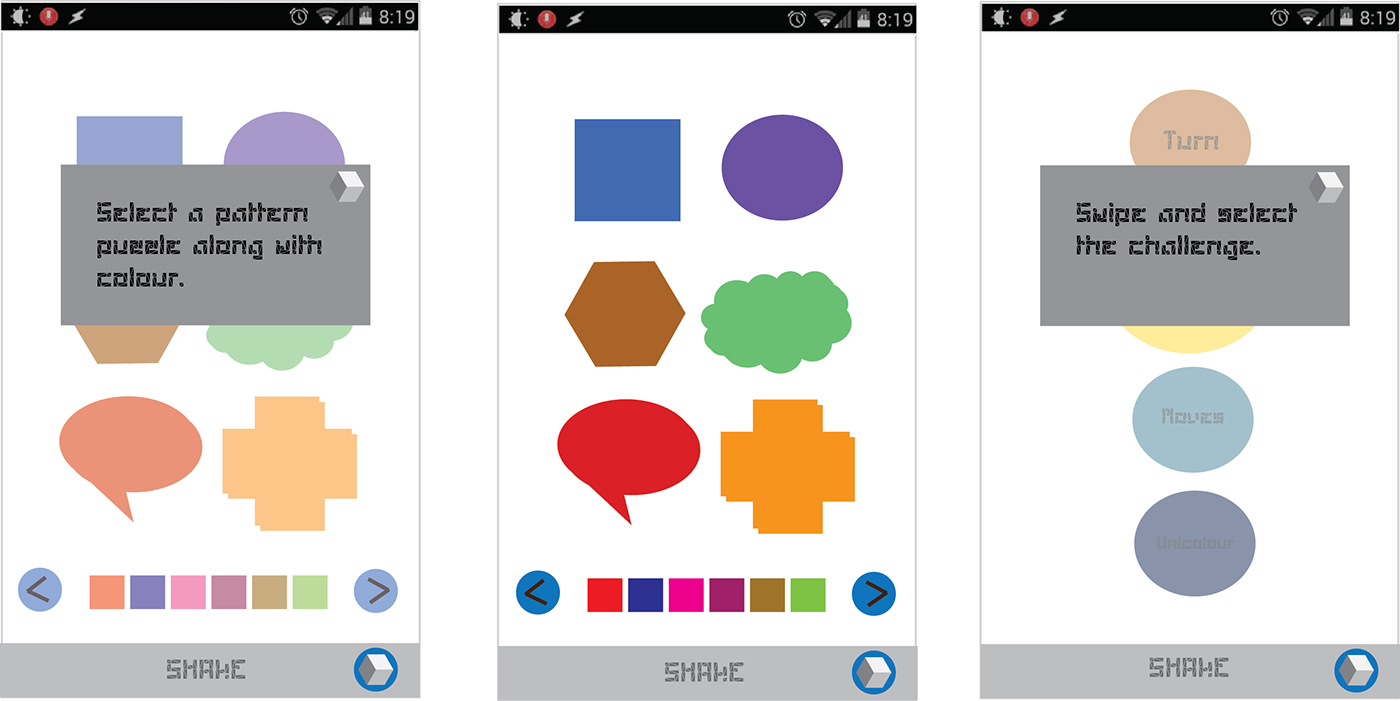 8:19
Select a pattern
puzzle along with
colour.
<
>
SHAKE
8:19
<
>
SHAKE
8:19
Turn
Swipe and select
the challenge.
Moves
Unicolour
SHAKE